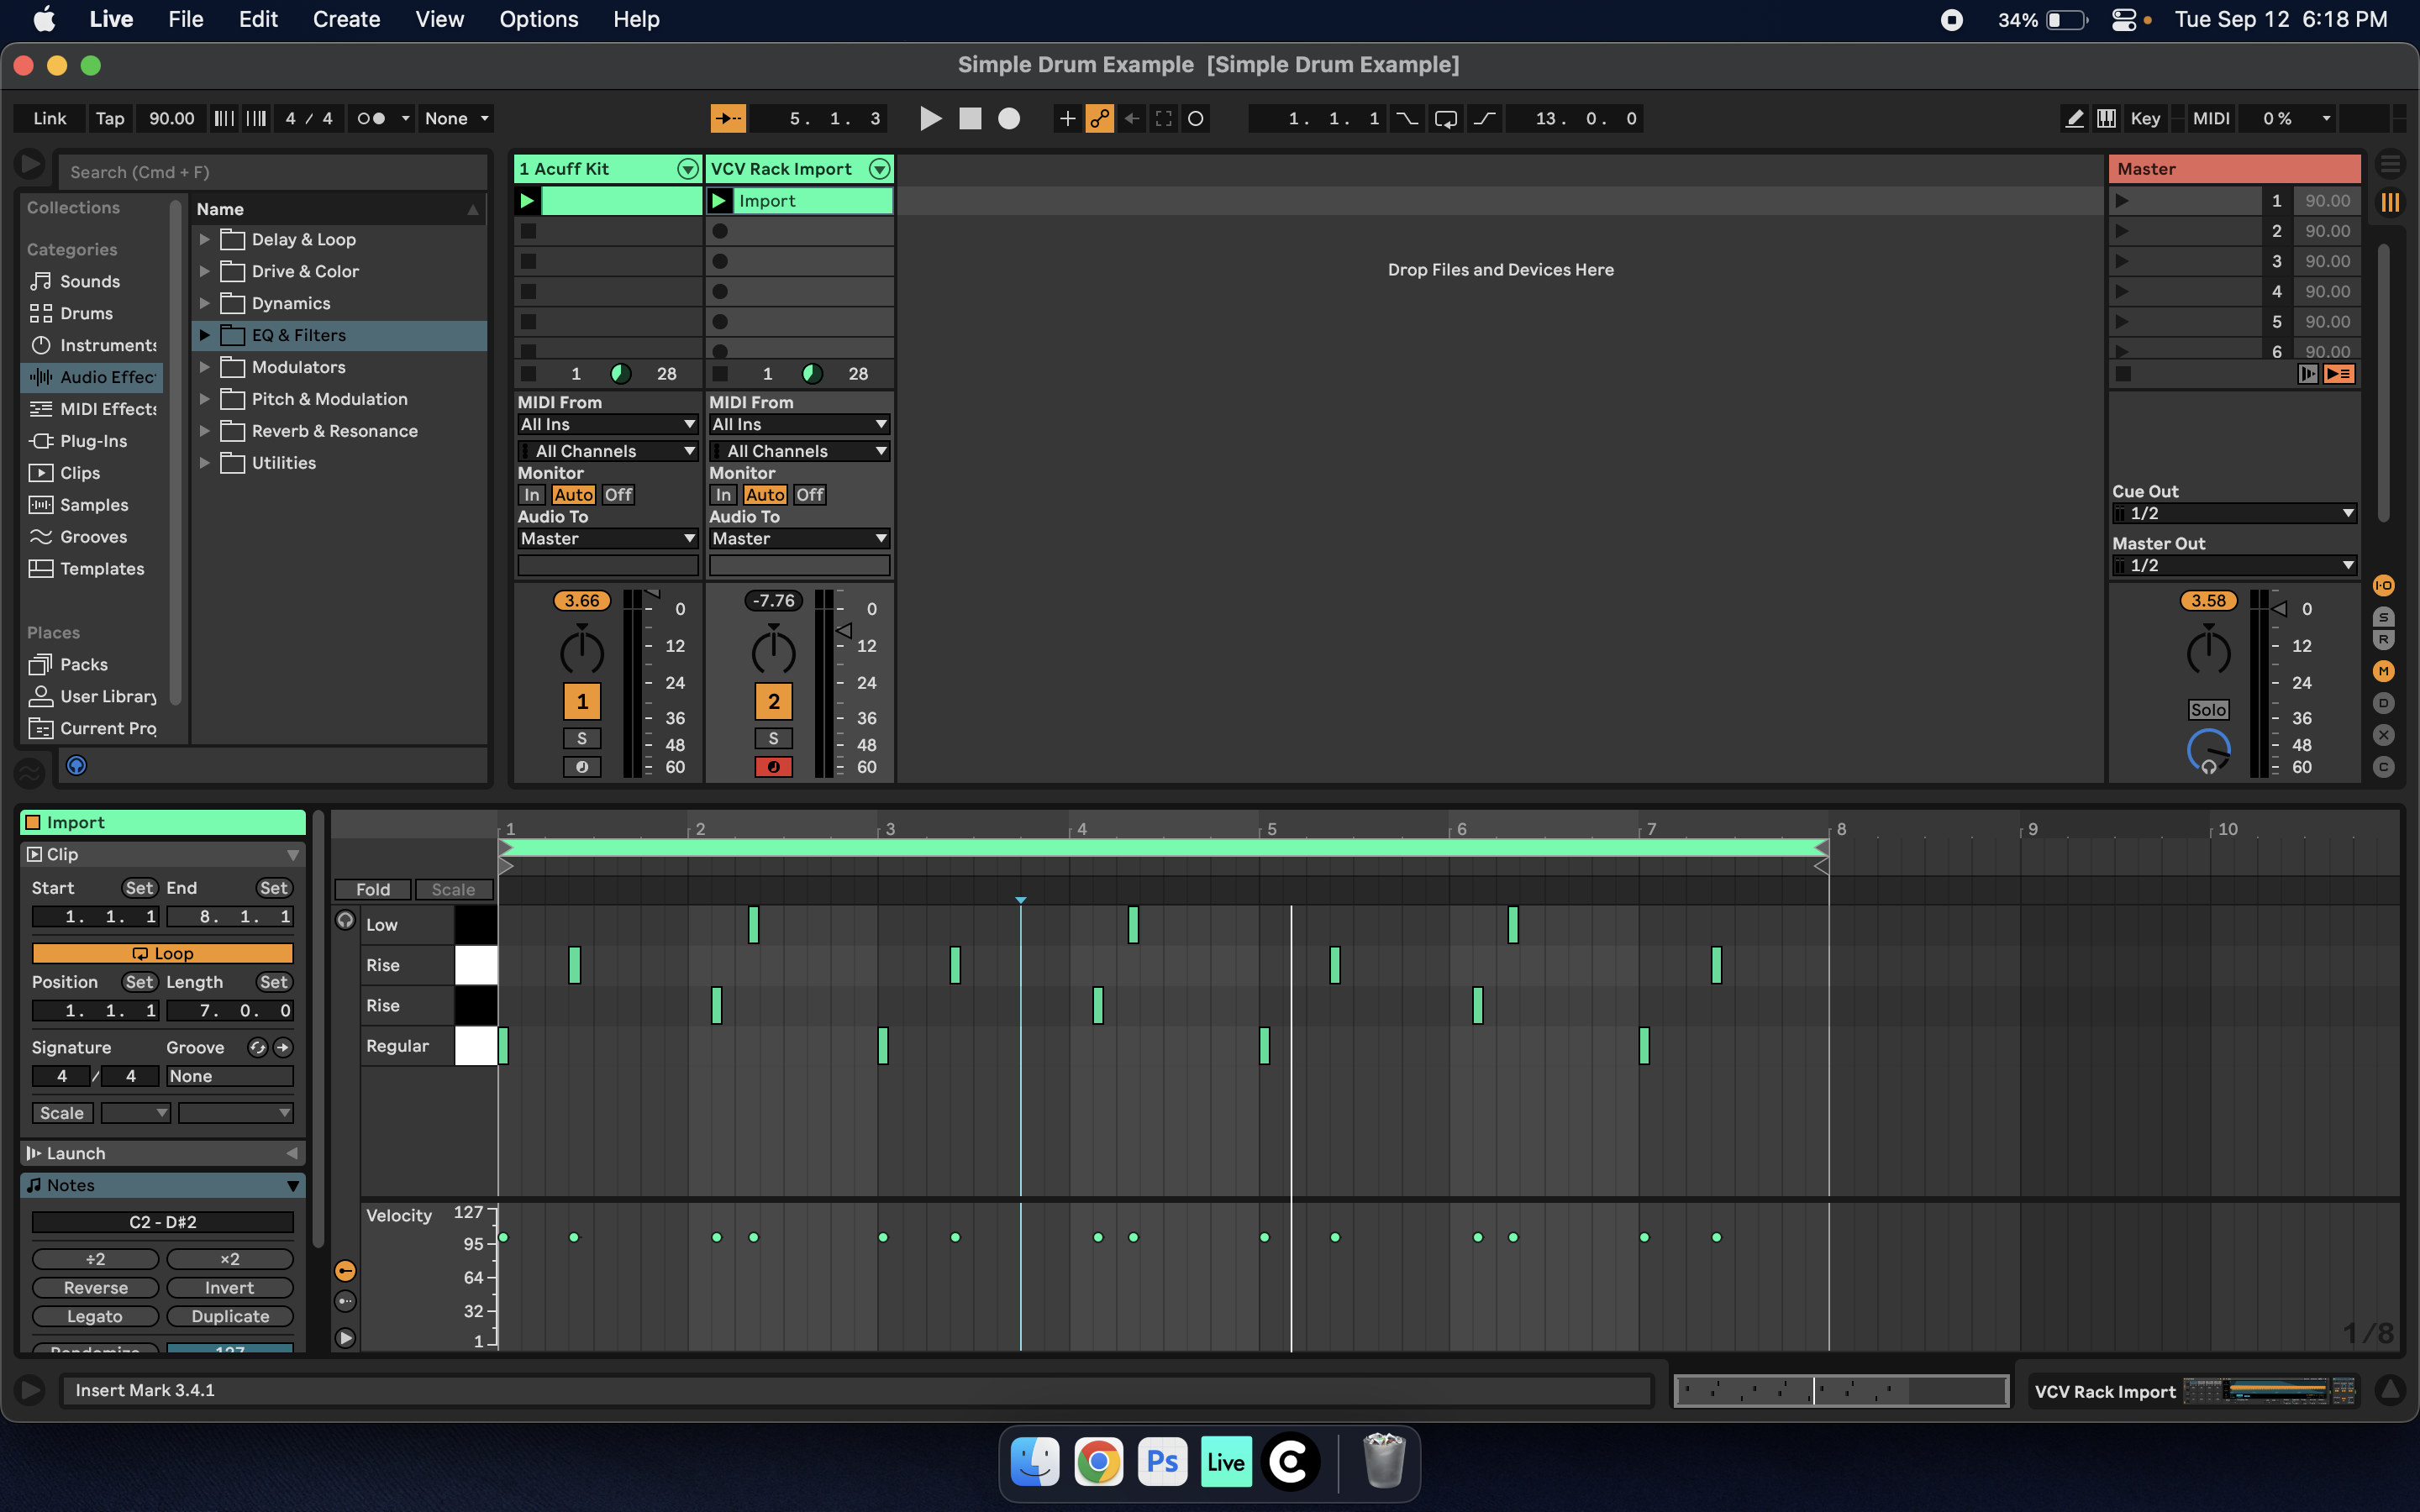 Live File Edit Create View Options Help 34% Tue Sep 12 6:18 PM
Simple Drum Example [Simple Drum Example]
Link Tap 90.00 4 / 4 None 5. 1. 3 1. 1. 1 13. 0. 0 Key MIDI 0 %
Search (Cmd + F)
Collections
Categories
Sounds
Drums
Instruments
Audio Effec
MIDI Effects
Plug-Ins
Clips
Samples
Grooves
Templates
Places
Packs
User Library
Current Pro
Name
Delay & Loop
Drive & Color
Dynamics
EQ & Filters
Modulators
Pitch & Modulation
Reverb & Resonance
Utilities
1 Acuff Kit VCV Rack Import Master
Import 1 90.00
2 90.00
Drop Files and Devices Here 3 90.00
4 90.00
5 90.00
6 90.00
1 28 1 28
MIDI From MIDI From
All Ins All Ins
All Channels All Channels
Monitor Monitor
In Auto Off In Auto Off
Audio To Audio To
Master Master
Cue Out
1/2
Master Out
1/2
3.66 0 -7.76 0 3.58 0
12 12 12
24 24 24
1 36 2 36 Solo 36
S 48 S 48 48
60 60 60
I-O
S
R
M
D
X
C
Import
Clip
Start Set End Set
1. 1. 1 8. 1. 1
Loop
Position Set Length Set
1. 1. 1 7. 0. 0
Signature Groove
4 / 4 None
Scale
Launch
Notes
C2 - D#2
÷2 ×2
Reverse Invert
Legato Duplicate
Randomize 127
1 2 3 4 5 6 7 8 9 10
Fold Scale
Low
Rise
Rise
Regular
Velocity 127
95
64
32
1
1/8
Insert Mark 3.4.1 VCV Rack Import
Ps Live